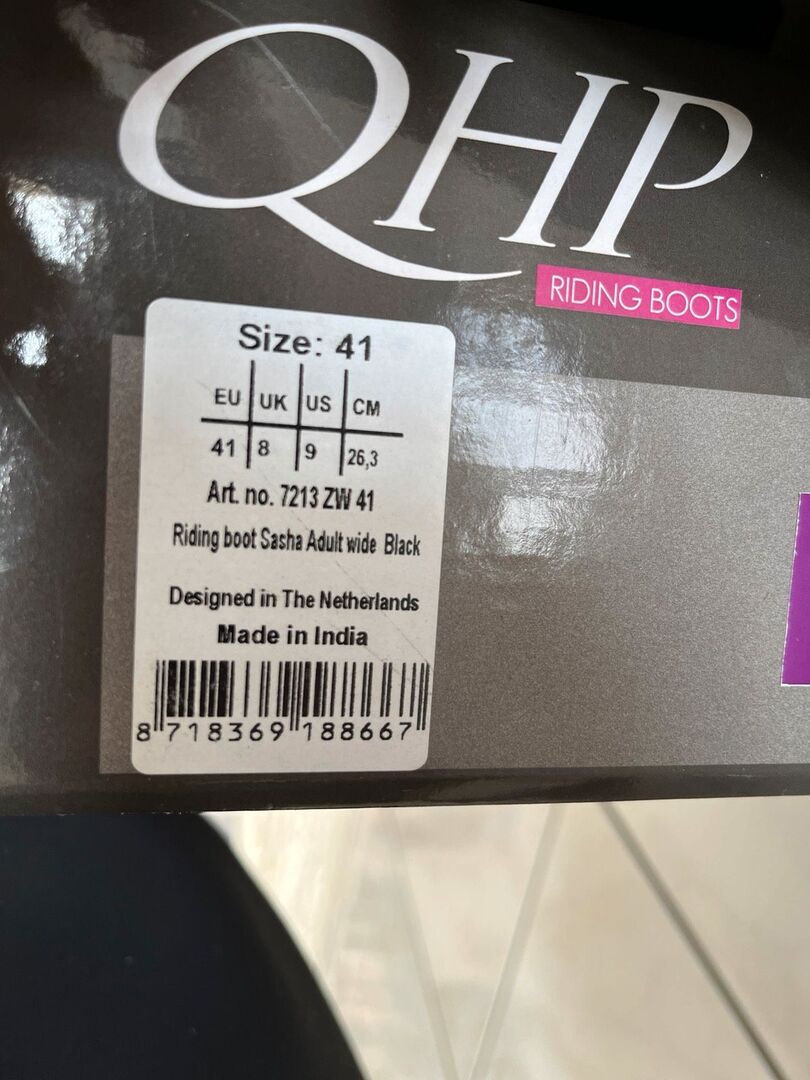 QHP
RIDING BOOTS
Size: 41
EU UK US CM
41 8 9 26,3
Art. no. 7213 ZW 41
Riding boot Sasha Adult wide Black
Designed in The Netherlands
Made in India
8 718369 188667